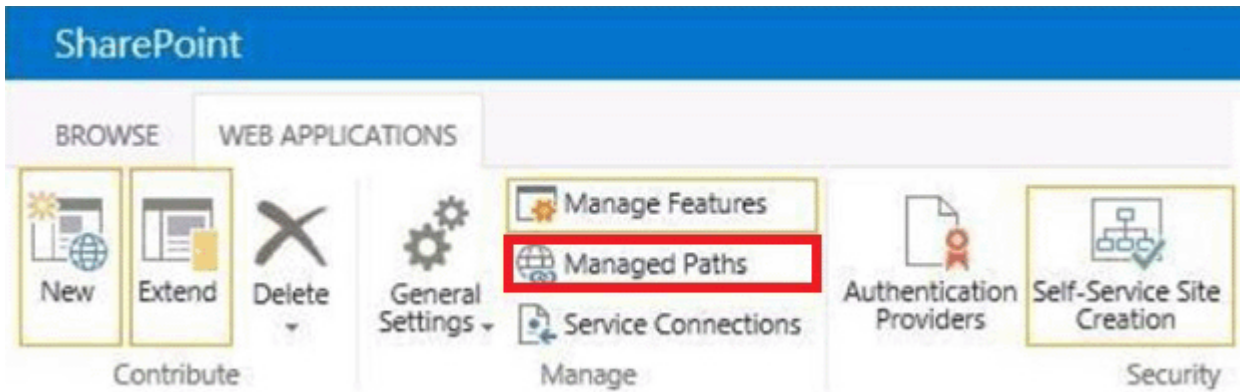 SharePoint
BROWSE WEB APPLICATIONS
New
Extend
Delete
General
Settings
Manage Features
Managed Paths
Service Connections
Authentication
Providers
Self-Service Site
Creation
Contribute
Manage
Security